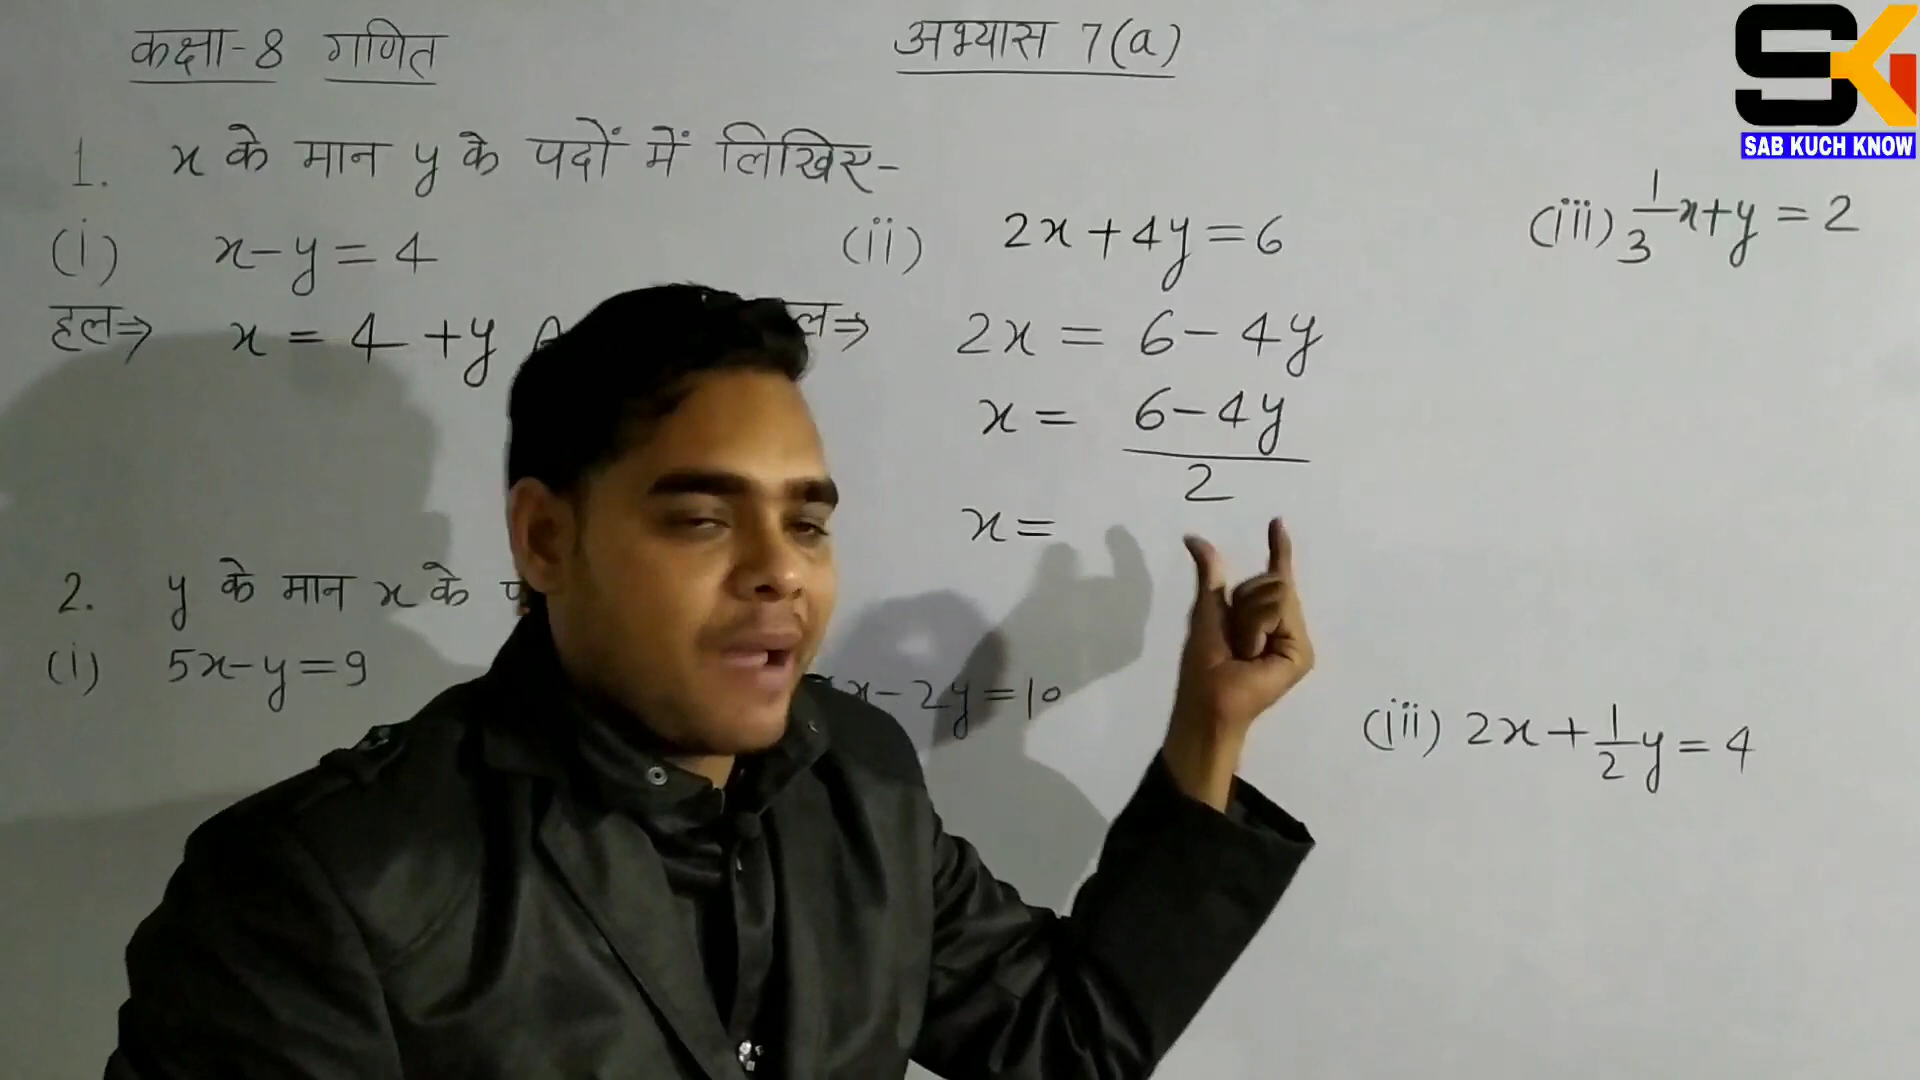 कक्षा-8 गणित
अभ्यास 7(a)
SAB KUCH KNOW
1. x के मान y के पदों में लिखिए-
(i) x-y=4
(ii) 2x+4y=6
(iii) 1/3 x+y=2
हल⇒ x = 4+y
2x = 6-4y
x = 6-4y/2
x =
2. y के मान x के
(i) 5x-y=9
x-2y=10
(iii) 2x+1/2 y=4